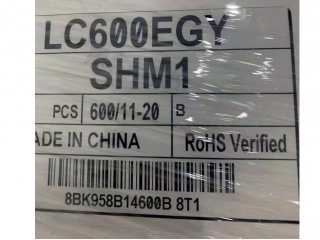 LC600EGY
SHM1
PCS 600/11-20 B
ADE IN CHINA RoHS Verified
8BK958B14600B 8T1